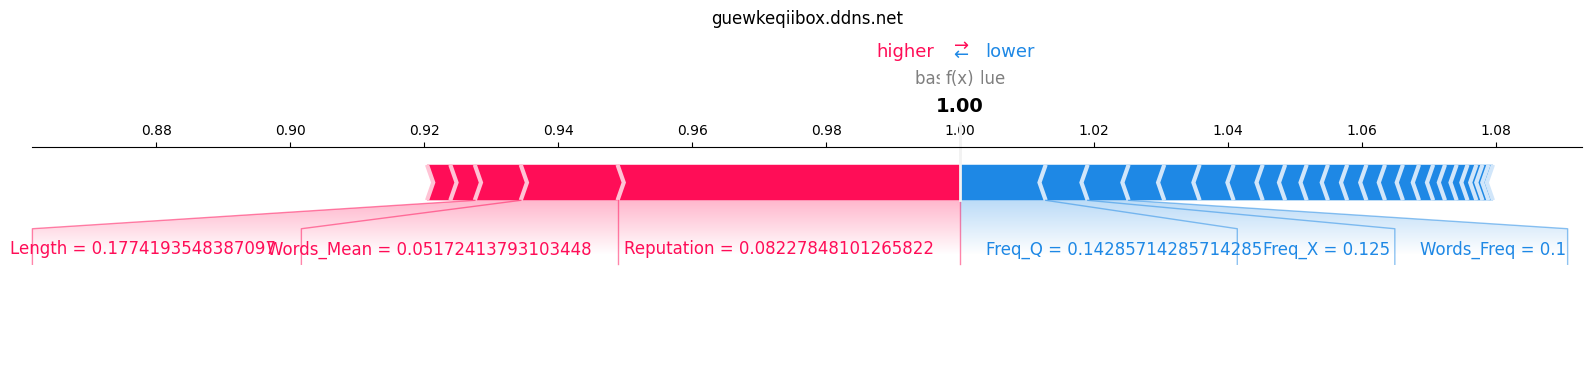 guewkeqiibox.ddns.net
higher ⇄ lower
f(x)
1.00
0.88 0.90 0.92 0.94 0.96 0.98 1.00 1.02 1.04 1.06 1.08
Length = 0.1774193548387097 Words_Mean = 0.05172413793103448 Reputation = 0.08227848101265822 Freq_Q = 0.14285714285714285 Freq_X = 0.125 Words_Freq = 0.1